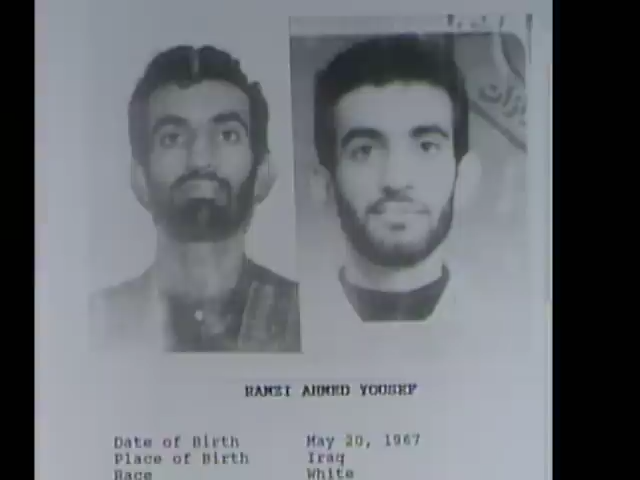 RAMZI AHMED YOUSEF
Date of Birth May 20, 1967
Place of Birth Iraq
Race White